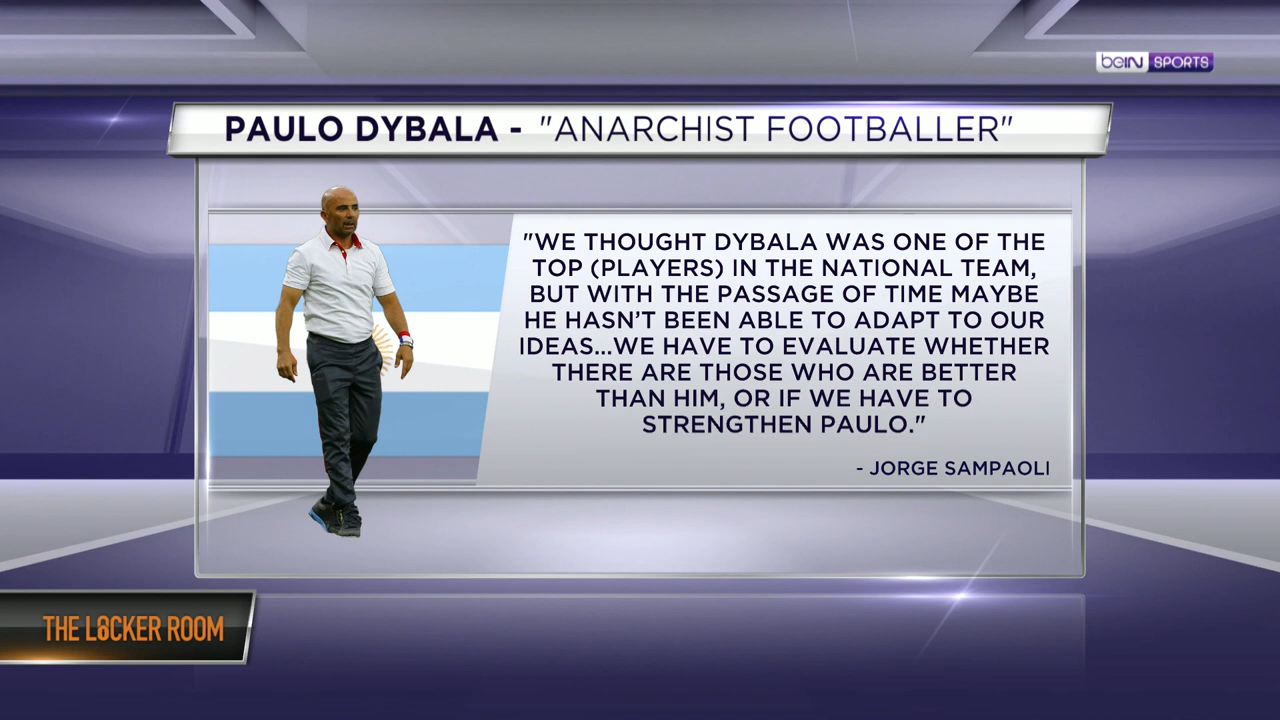 beIN SPORTS
PAULO DYBALA - "ANARCHIST FOOTBALLER"
"WE THOUGHT DYBALA WAS ONE OF THE
TOP (PLAYERS) IN THE NATIONAL TEAM,
BUT WITH THE PASSAGE OF TIME MAYBE
HE HASN'T BEEN ABLE TO ADAPT TO OUR
IDEAS...WE HAVE TO EVALUATE WHETHER
THERE ARE THOSE WHO ARE BETTER
THAN HIM, OR IF WE HAVE TO
STRENGTHEN PAULO."
- JORGE SAMPAOLI
THE LOCKER ROOM